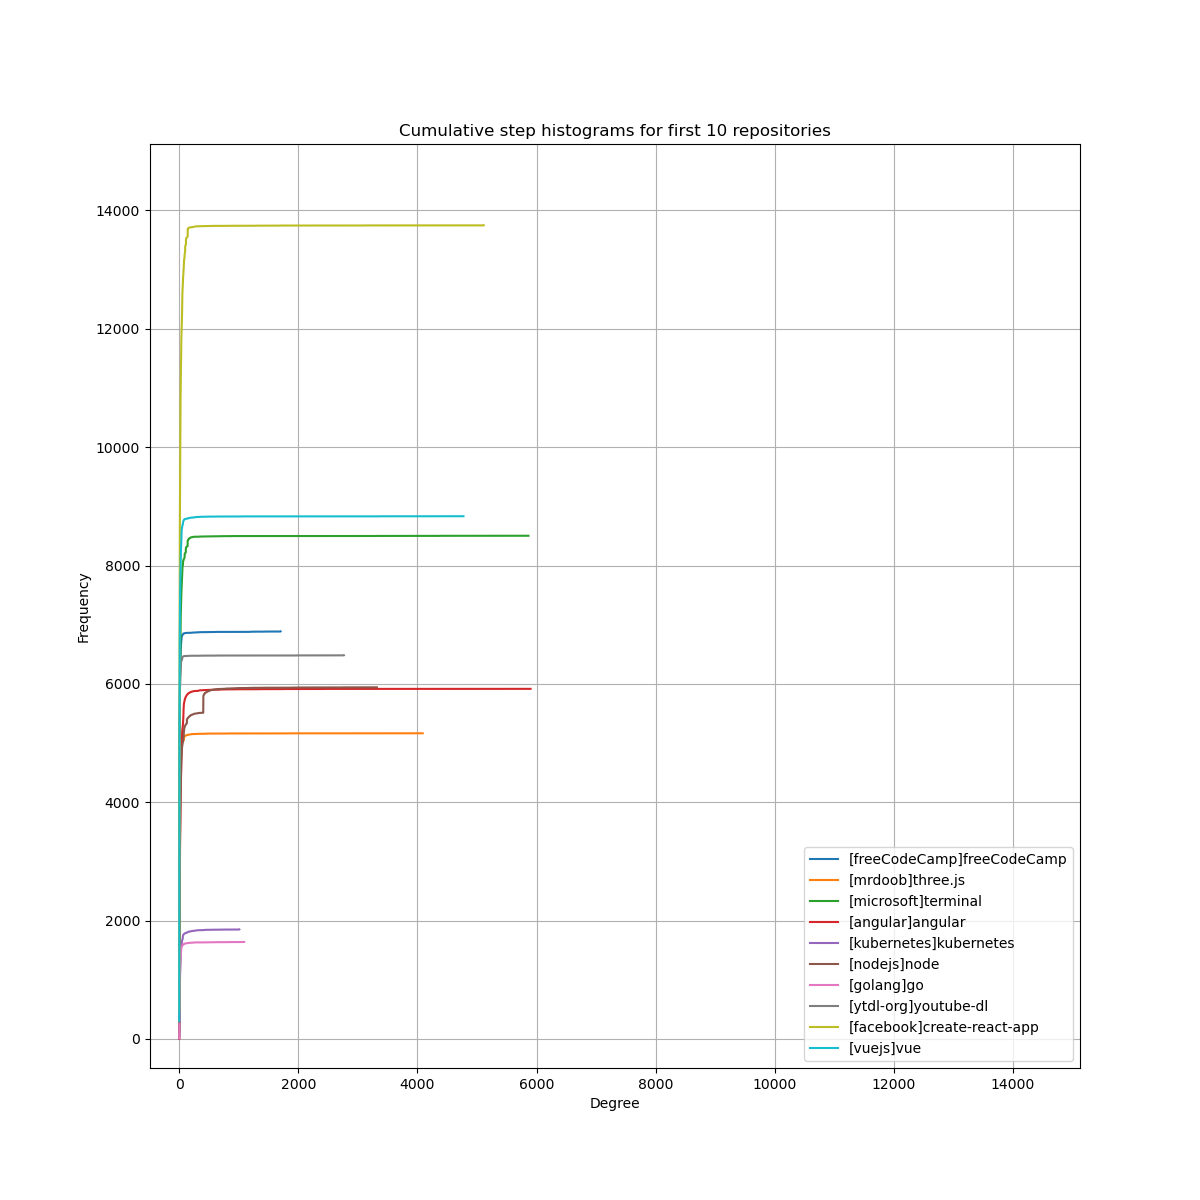 Cumulative step histograms for first 10 repositories
14000
12000
10000
8000
6000
4000
2000
0
Frequency
[freeCodeCamp]freeCodeCamp
[mrdoob]three.js
[microsoft]terminal
[angular]angular
[kubernetes]kubernetes
[nodejs]node
[golang]go
[ytdl-org]youtube-dl
[facebook]create-react-app
[vuejs]vue
0 2000 4000 6000 8000 10000 12000 14000
Degree